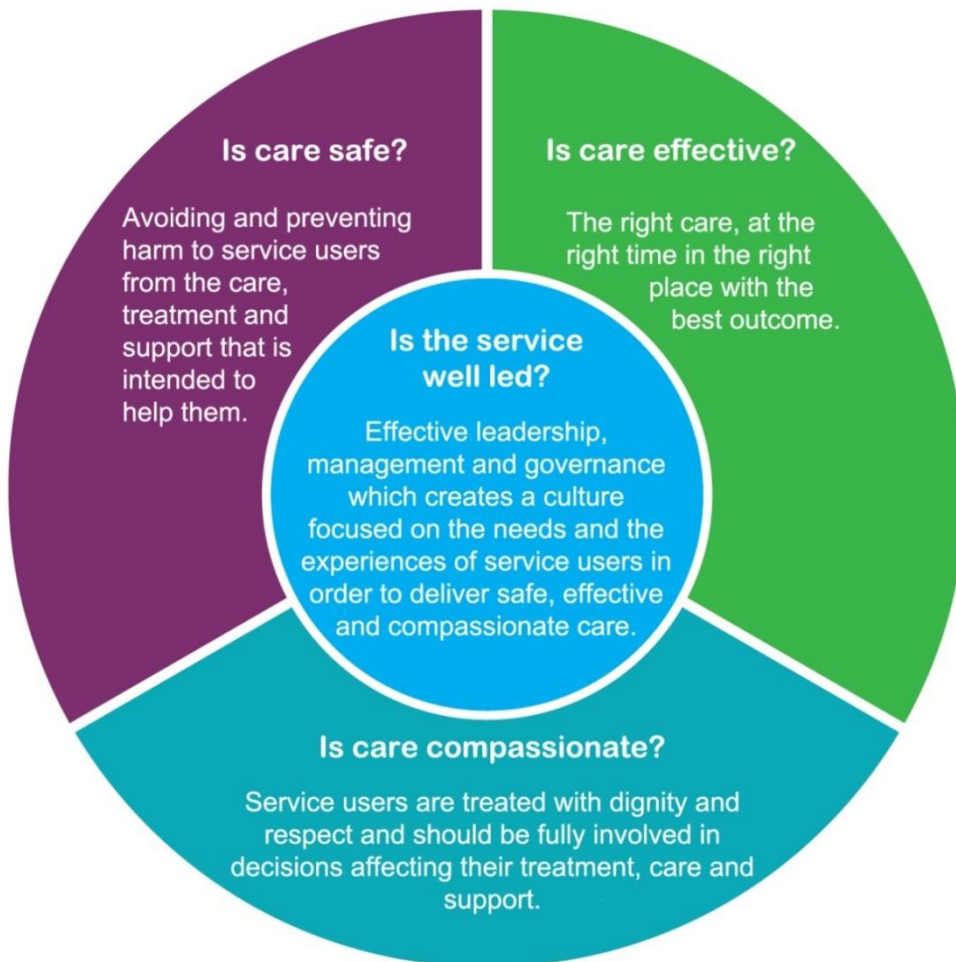 Is care safe?
Avoiding and preventing
harm to service users
from the care,
treatment and
support that is
intended to
help them.
Is care effective?
The right care, at the
right time in the right
place with the
best outcome.
Is the service
well led?
Effective leadership,
management and governance
which creates a culture
focused on the needs and the
experiences of service users in
order to deliver safe, effective
and compassionate care.
Is care compassionate?
Service users are treated with dignity and
respect and should be fully involved in
decisions affecting their treatment, care and
support.